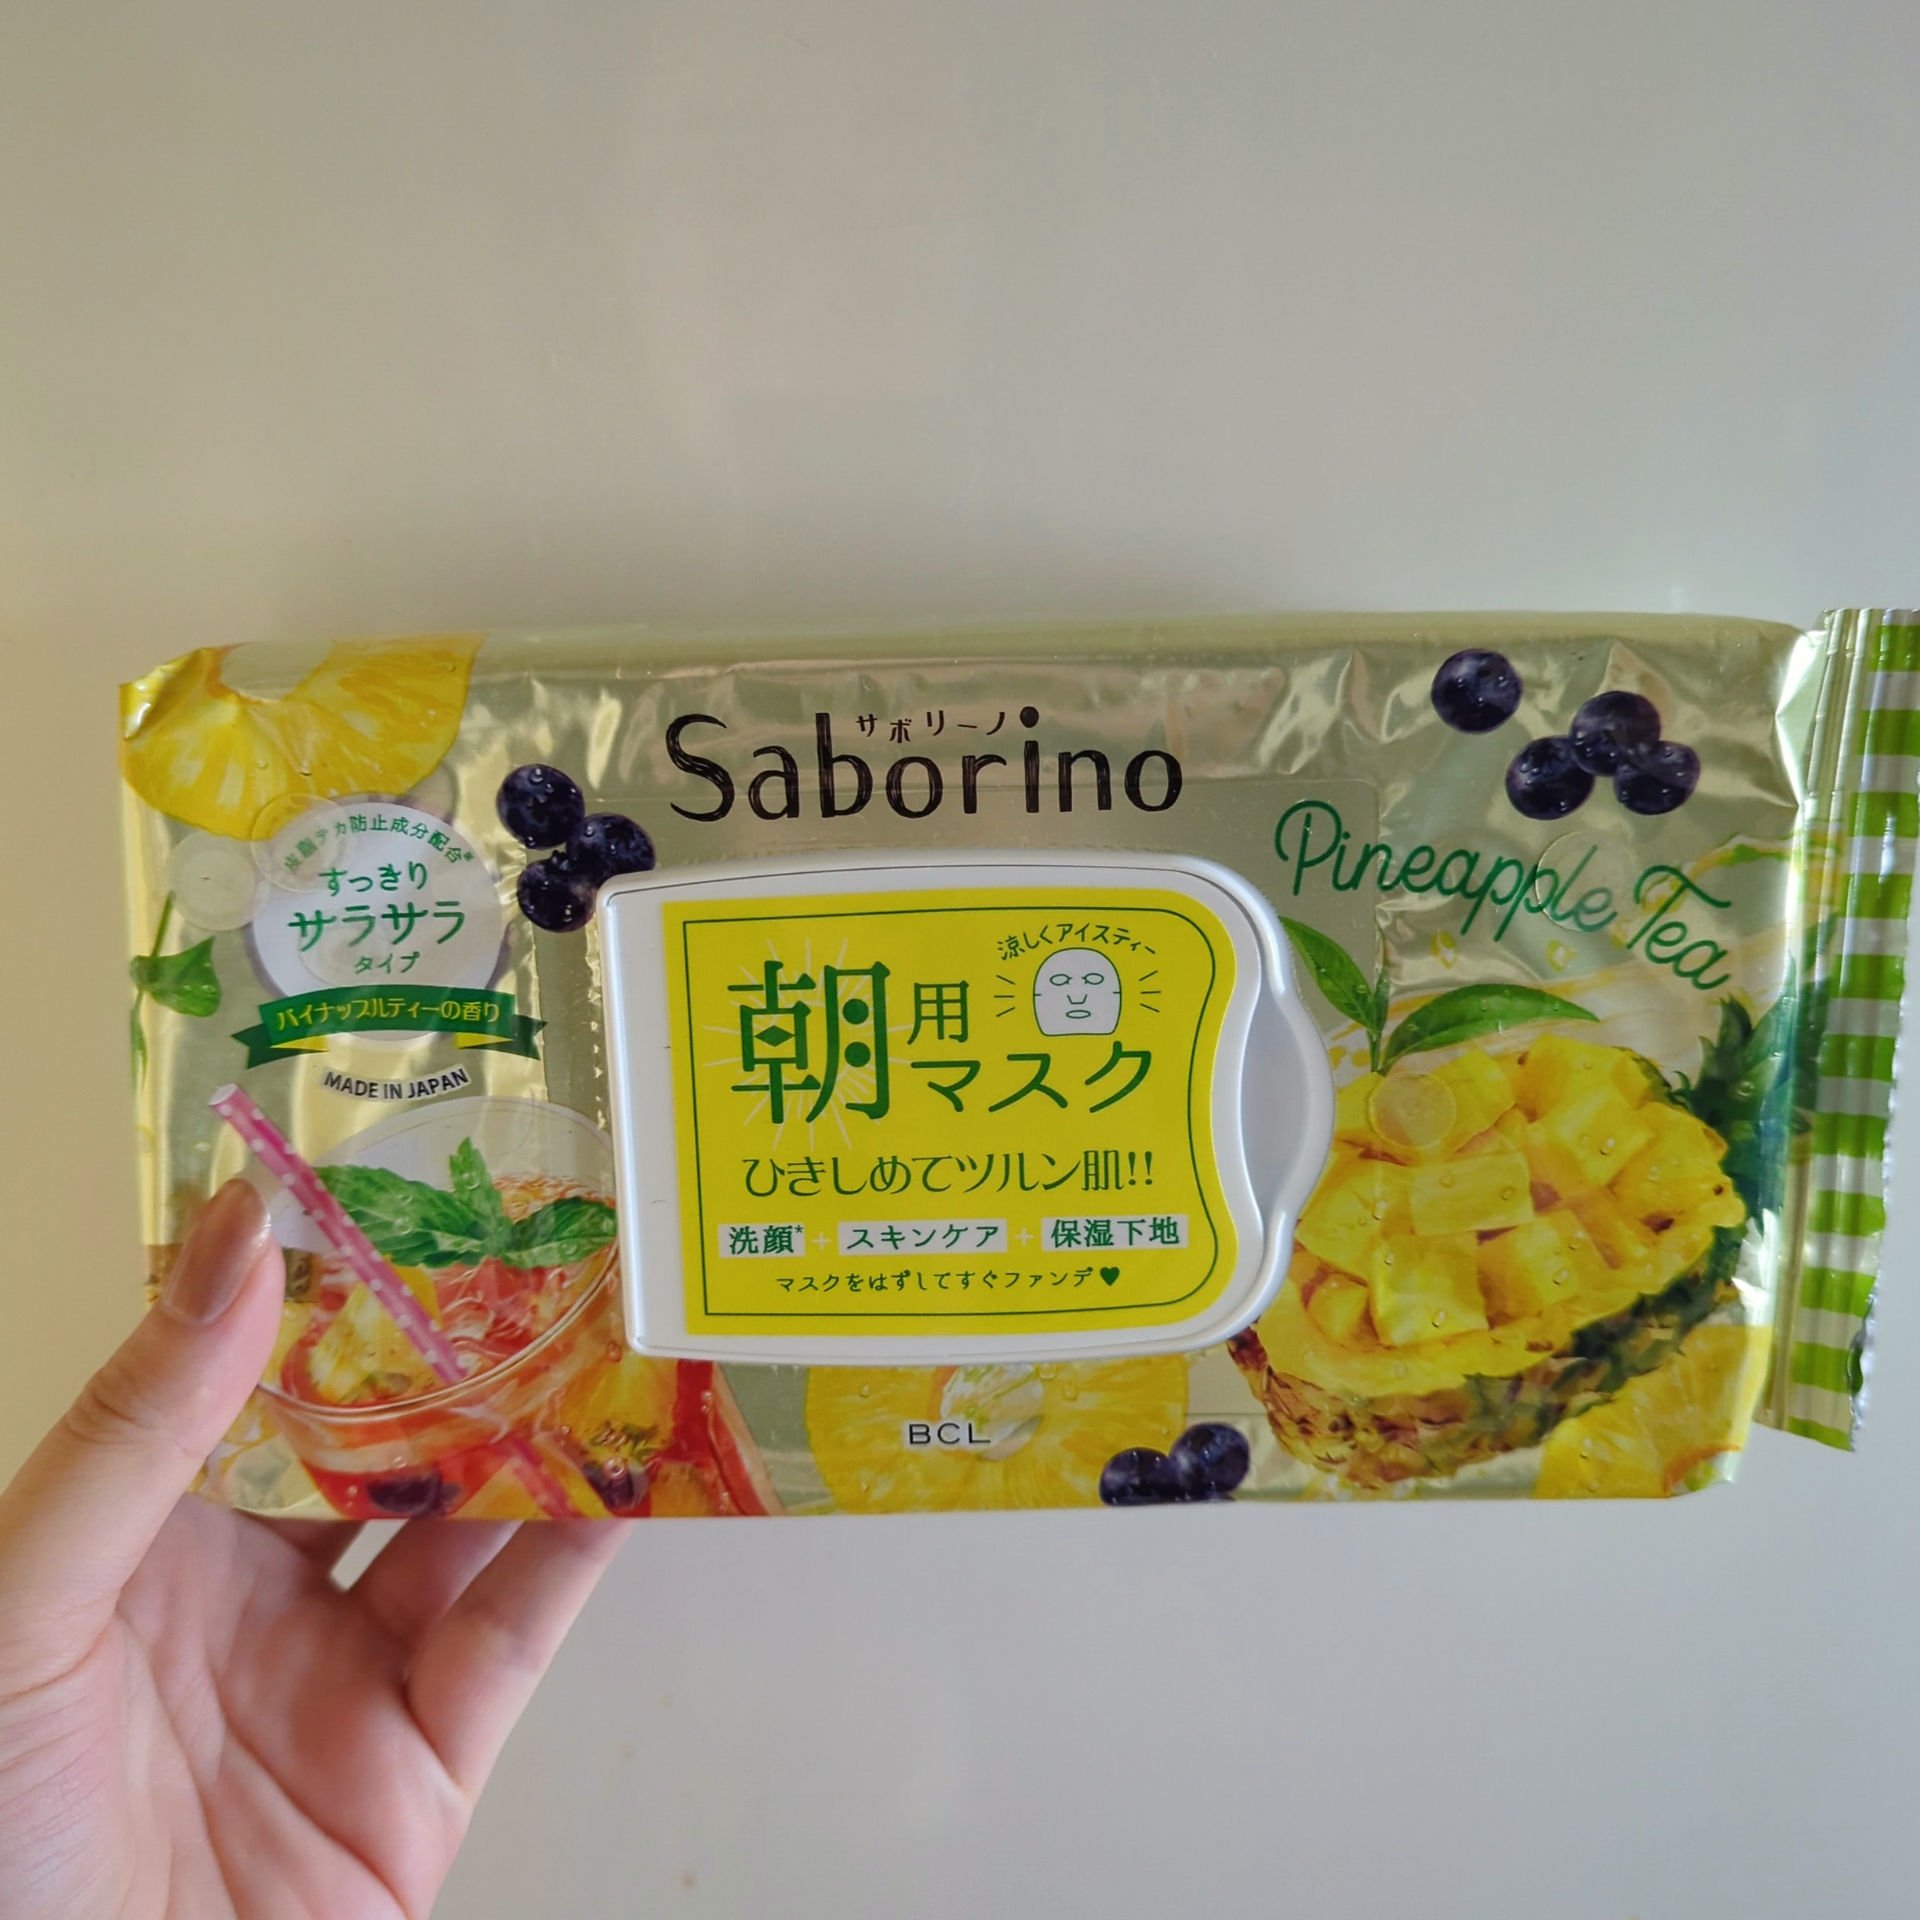 サボリーノ
Saborino
Pineapple Tea
皮脂テカ防止成分配合*
すっきり
サラサラ
タイプ
パイナップルティーの香り
MADE IN JAPAN
涼しくアイスティー
朝用マスク
ひきしめてツルン肌!!
洗顔*+スキンケア+保湿下地
マスクをはずしてすぐファンデ♥
BCL